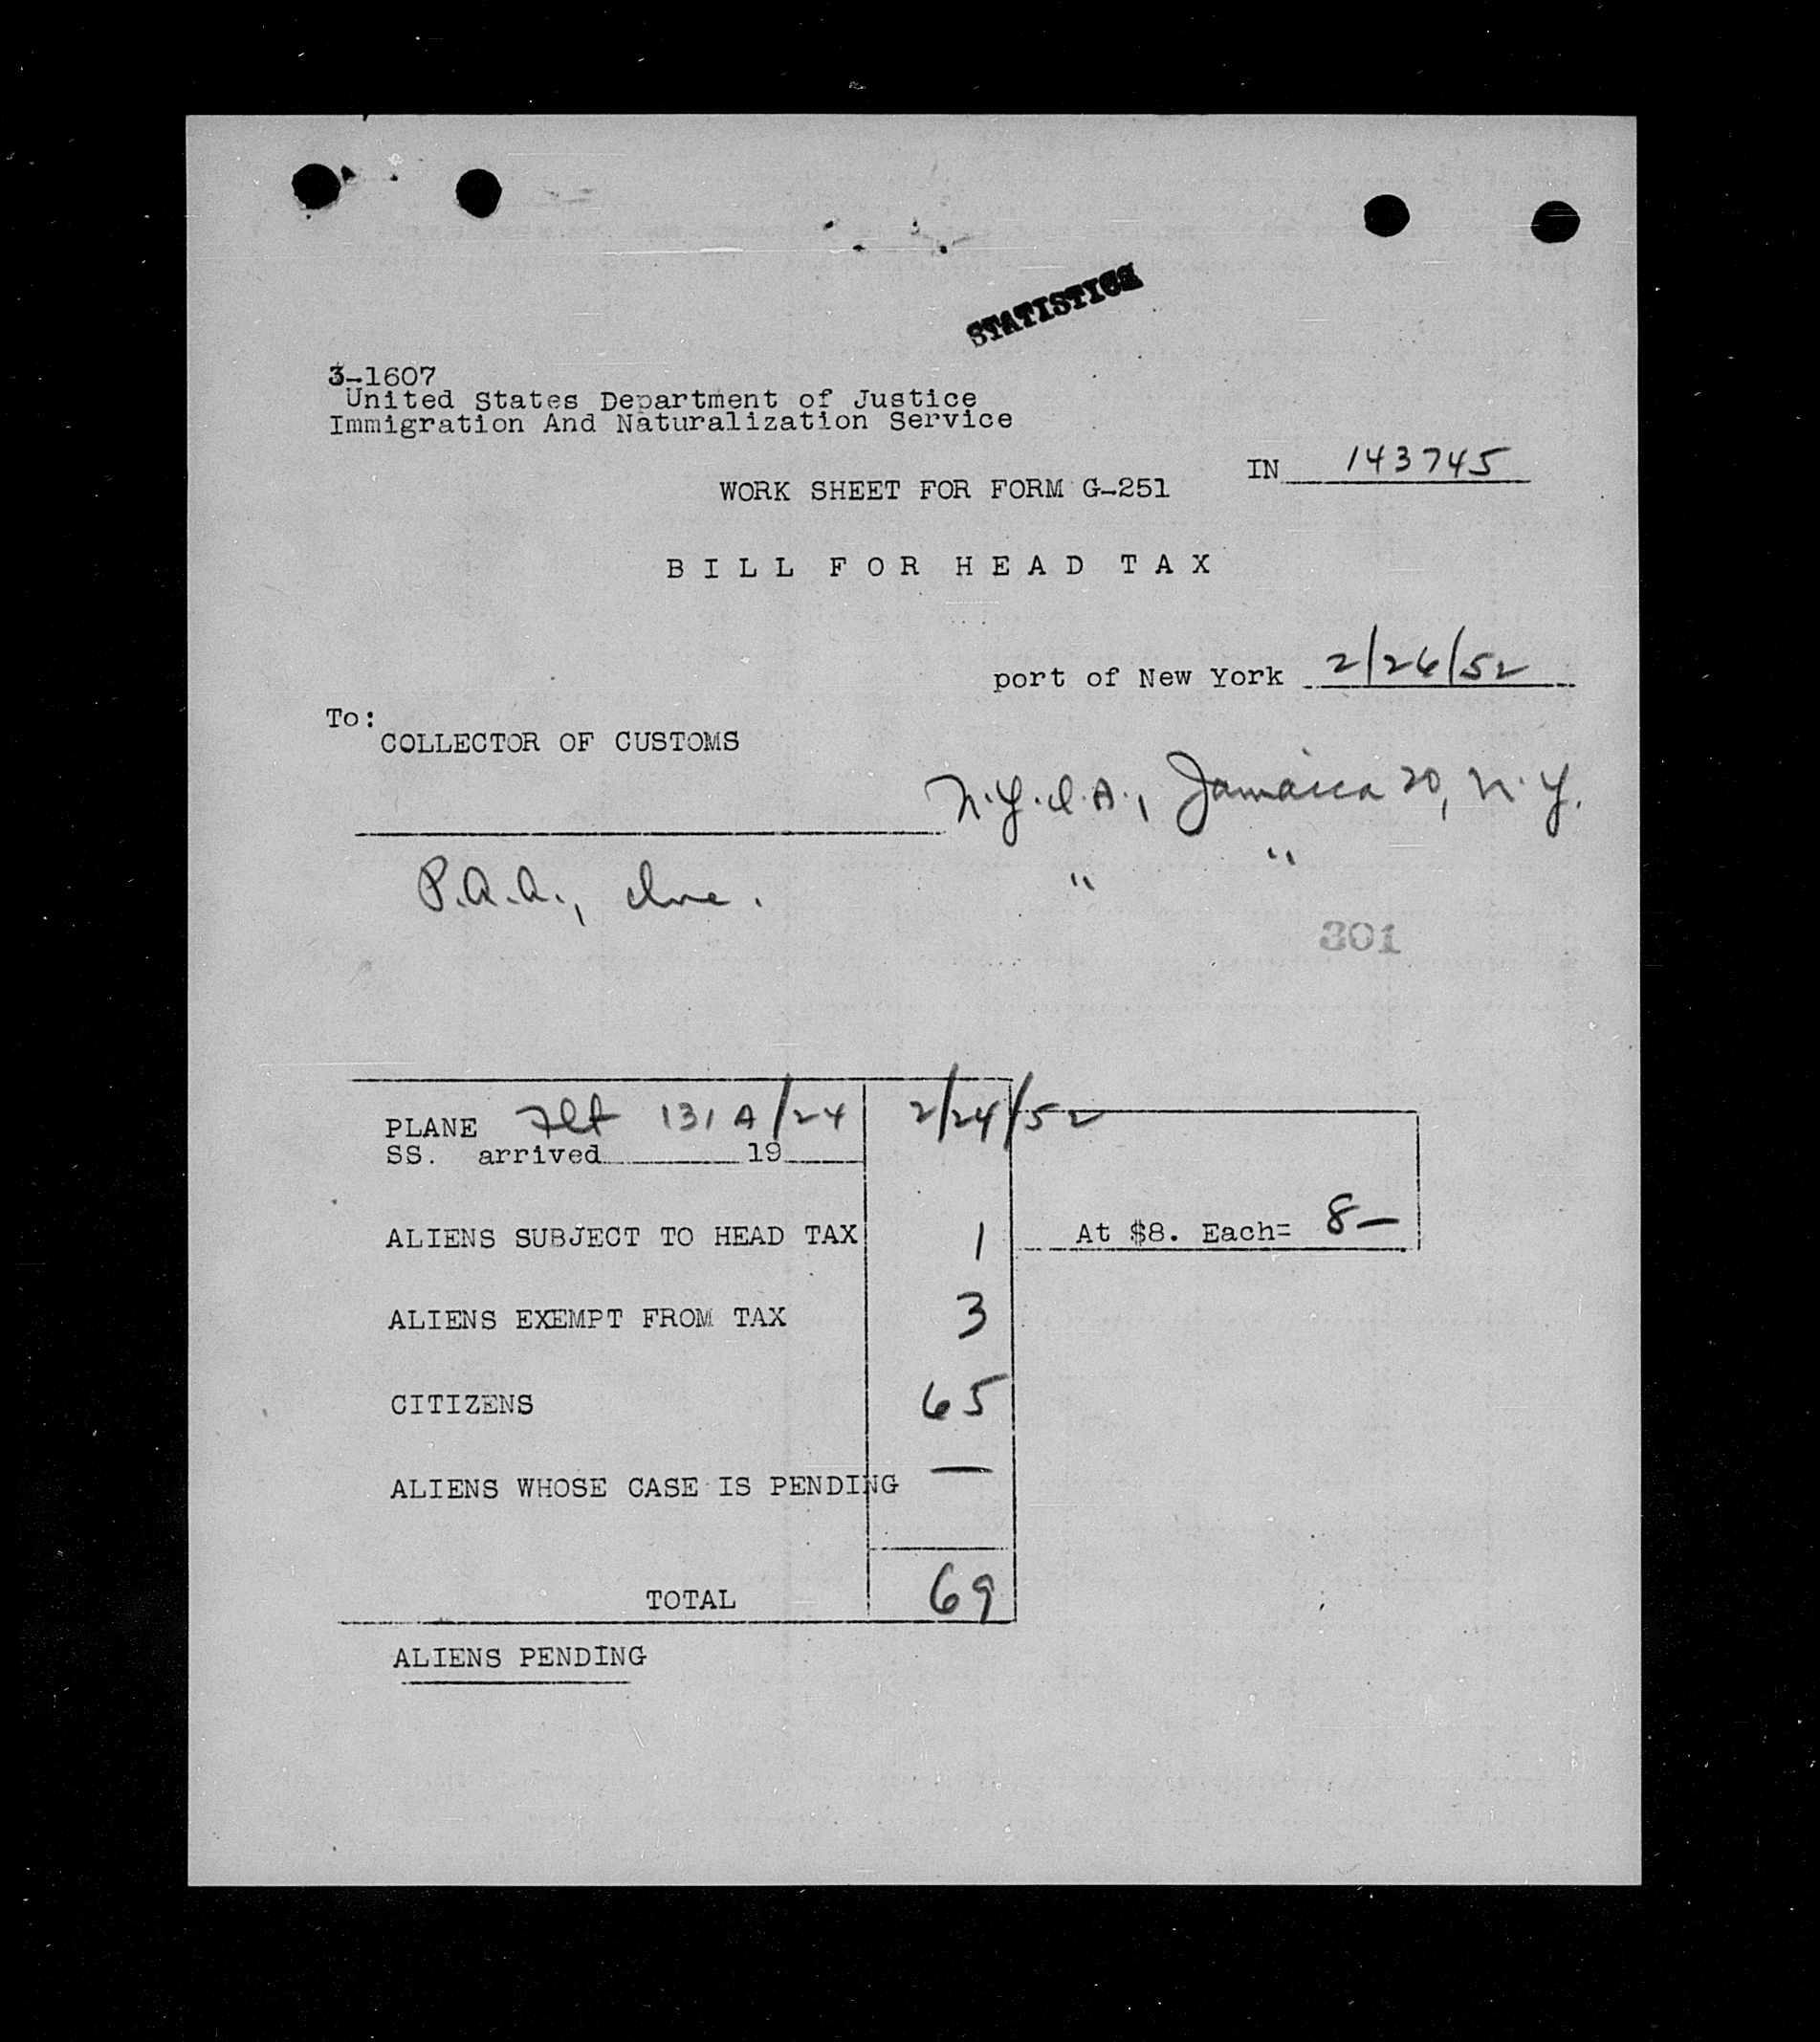 STATISTICS
3-1607
United States Department of Justice
Immigration And Naturalization Service
IN 143745
WORK SHEET FOR FORM G-251
BILL FOR HEAD TAX
port of New York 2/26/52
To:
COLLECTOR OF CUSTOMS
N.Y.I.A., Jamaica 20, N.Y.
P.A.A., Inc. " "
301
PLANE Flt 131A/24 2/24/52
SS. arrived 19
ALIENS SUBJECT TO HEAD TAX 1 At $8. Each= 8—
ALIENS EXEMPT FROM TAX 3
CITIZENS 65
ALIENS WHOSE CASE IS PENDING —
TOTAL 69
ALIENS PENDING